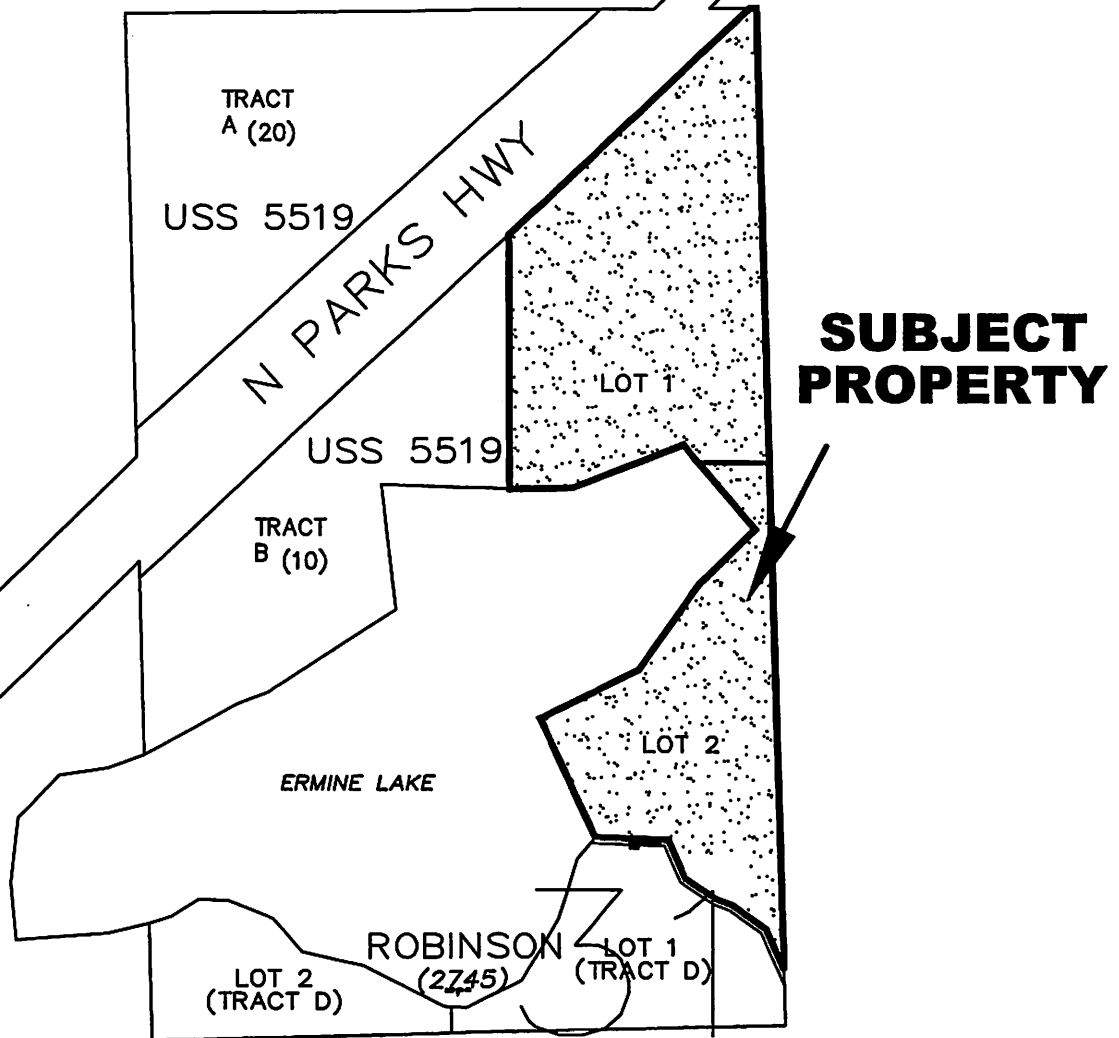 TRACT
A (20)
USS 5519
N PARKS HWY
LOT 1
SUBJECT
PROPERTY
USS 5519
TRACT
B (10)
LOT 2
ERMINE LAKE
3
ROBINSON
(2745)
LOT 1
(TRACT D)
LOT 2
(TRACT D)